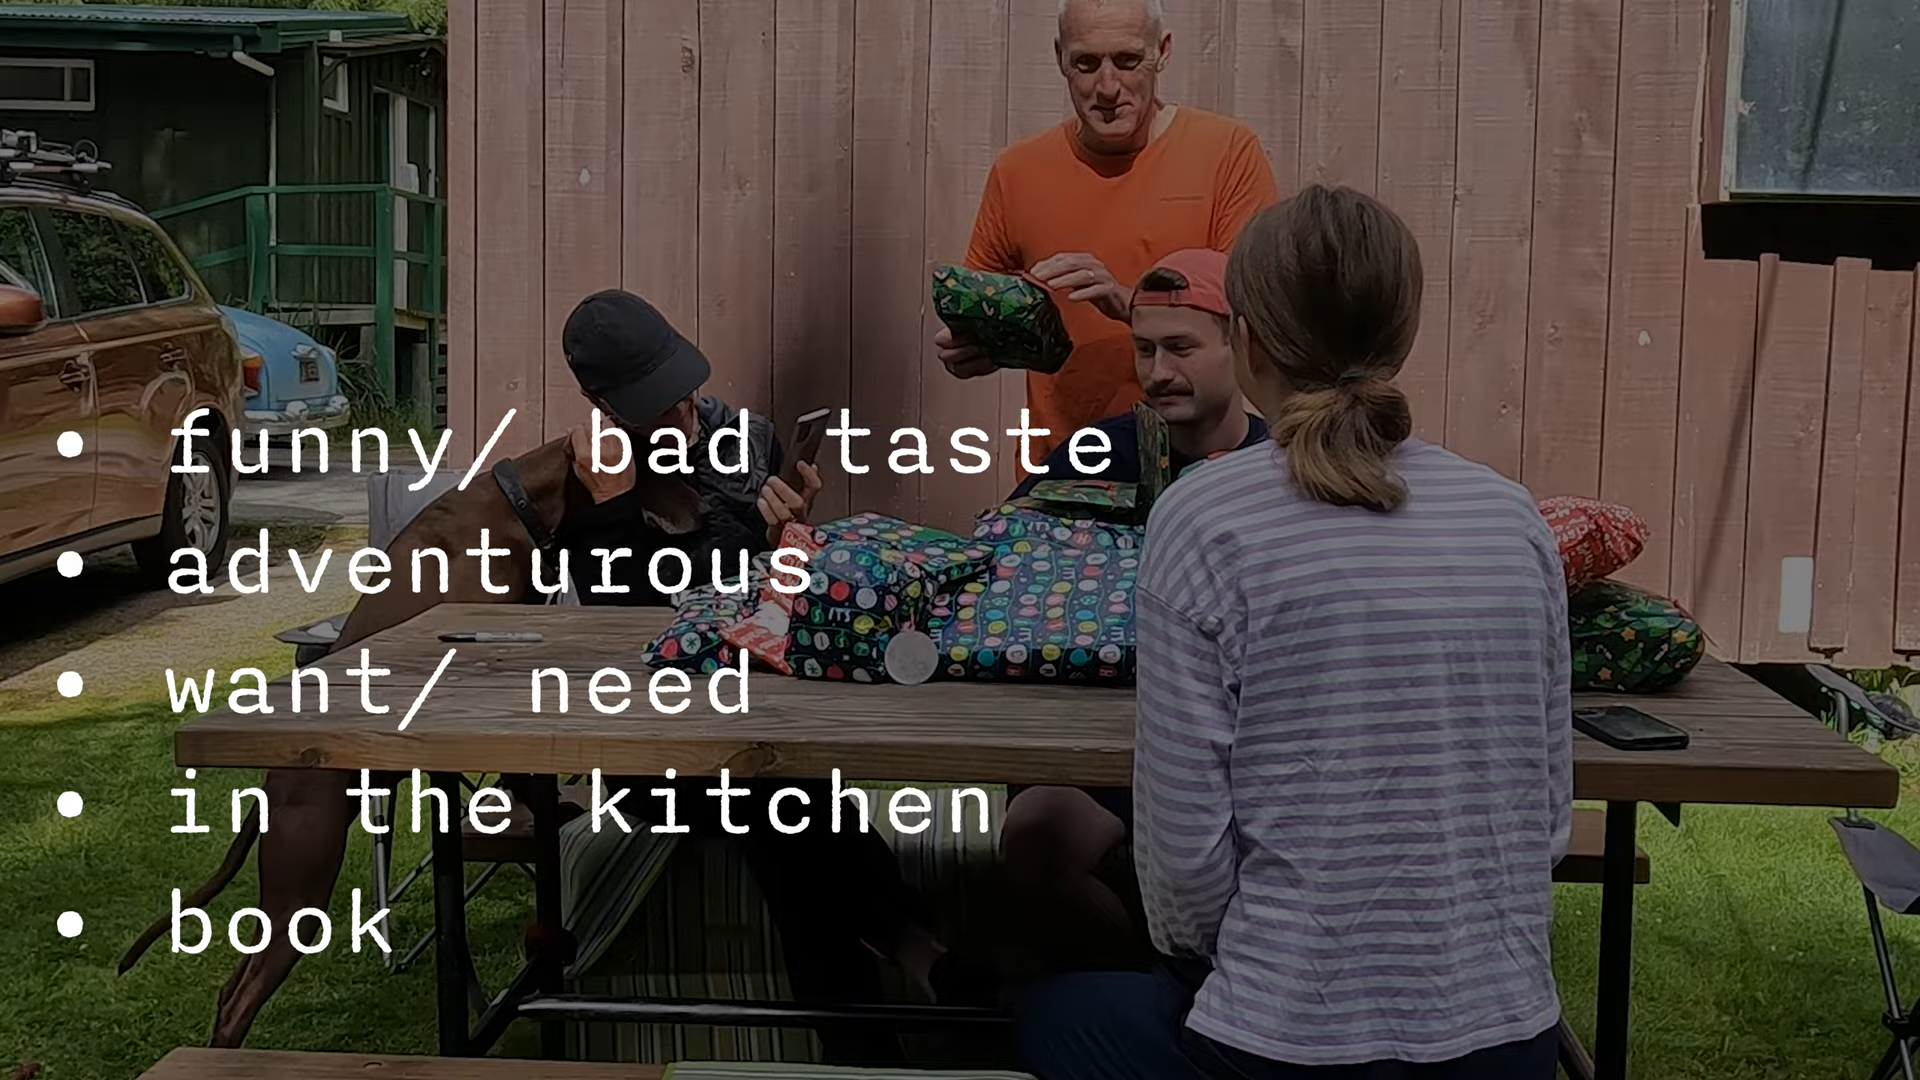 • funny/ bad taste
• adventurous
• want/ need
• in the kitchen
• book